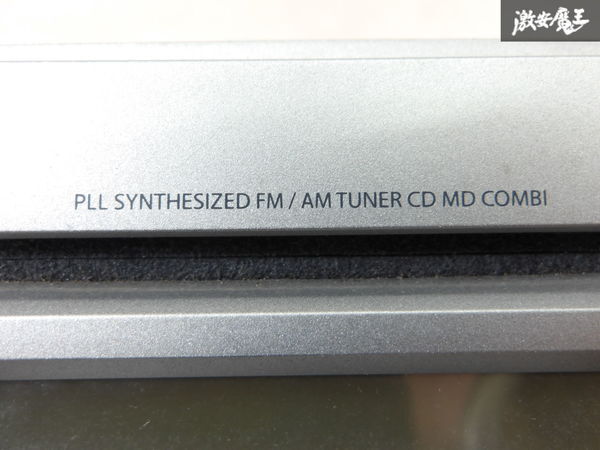 激安魔王
PLL SYNTHESIZED FM / AM TUNER CD MD COMBI